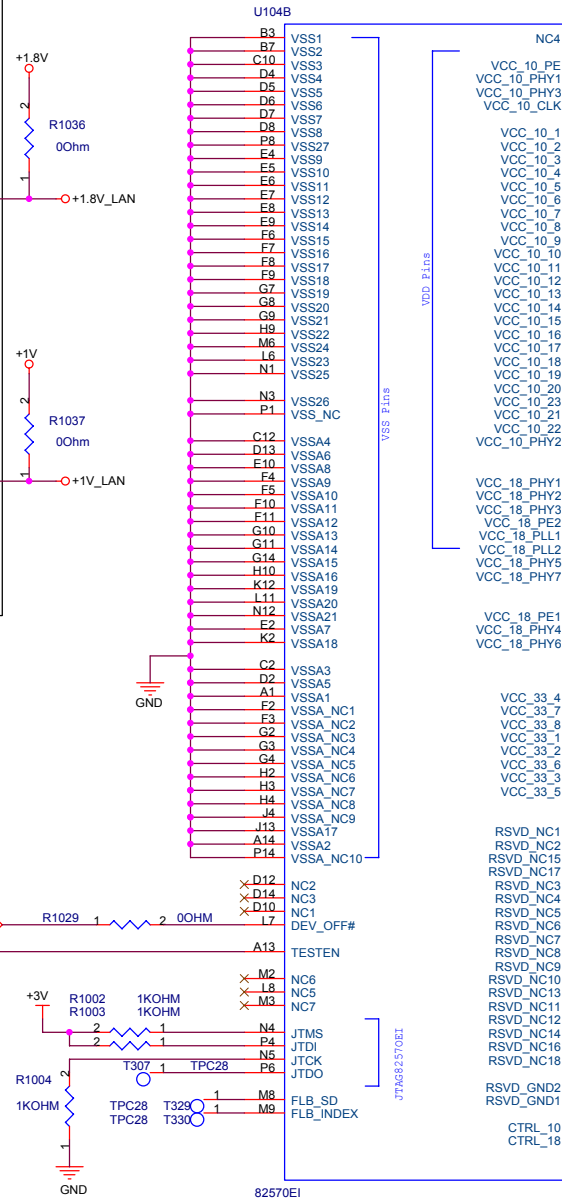 U104B
B3 VSS1 NC4
B7 VSS2
C10 VSS3 VCC_10_PE
D4 VSS4 VCC_10_PHY1
D5 VSS5 VCC_10_PHY3
D6 VSS6 VCC_10_CLK
D7 VSS7
D8 VSS8 VCC_10_1
P8 VSS27 VCC_10_2
E4 VSS9 VCC_10_3
E5 VSS10 VCC_10_4
E6 VSS11 VCC_10_5
E7 VSS12 VCC_10_6
E8 VSS13 VCC_10_7
E9 VSS14 VCC_10_8
F6 VSS15 VCC_10_9
F7 VSS16 VCC_10_10
F8 VSS17 VCC_10_11
F9 VSS18 VCC_10_12
G7 VSS19 VCC_10_13
G8 VSS20 VCC_10_14
G9 VSS21 VCC_10_15
H9 VSS22 VCC_10_16
M6 VSS24 VCC_10_17
L6 VSS23 VCC_10_18
N1 VSS25 VCC_10_19
VCC_10_20
N3 VSS26 VCC_10_23
P1 VSS_NC VCC_10_21
VCC_10_22
C12 VSSA4 VCC_10_PHY2
D13 VSSA6
E10 VSSA8
F4 VSSA9 VCC_18_PHY1
F5 VSSA10 VCC_18_PHY2
F10 VSSA11 VCC_18_PHY3
F11 VSSA12 VCC_18_PE2
G10 VSSA13 VCC_18_PLL1
G11 VSSA14 VCC_18_PLL2
G14 VSSA15 VCC_18_PHY5
H10 VSSA16 VCC_18_PHY7
K12 VSSA19
L11 VSSA20
N12 VSSA21 VCC_18_PE1
E2 VSSA7 VCC_18_PHY4
K2 VSSA18 VCC_18_PHY6
C2 VSSA3
D2 VSSA5
A1 VSSA1 VCC_33_4
F2 VSSA_NC1 VCC_33_7
F3 VSSA_NC2 VCC_33_8
G2 VSSA_NC3 VCC_33_1
G3 VSSA_NC4 VCC_33_2
G4 VSSA_NC5 VCC_33_6
H2 VSSA_NC6 VCC_33_3
H3 VSSA_NC7 VCC_33_5
H4 VSSA_NC8
J4 VSSA_NC9
J13 VSSA17 RSVD_NC1
A14 VSSA2 RSVD_NC2
P14 VSSA_NC10 RSVD_NC15
RSVD_NC17
D12 NC2 RSVD_NC3
D14 NC3 RSVD_NC4
D10 NC1 RSVD_NC5
L7 DEV_OFF# RSVD_NC6
RSVD_NC7
A13 TESTEN RSVD_NC8
RSVD_NC9
M2 NC6 RSVD_NC10
L8 NC5 RSVD_NC13
M3 NC7 RSVD_NC11
RSVD_NC12
N4 JTMS RSVD_NC14
P4 JTDI RSVD_NC16
N5 JTCK RSVD_NC18
P6 JTDO
RSVD_GND2
M8 FLB_SD RSVD_GND1
M9 FLB_INDEX
CTRL_10
CTRL_18
82570EI
VSS Pins
VDD Pins
JTAG82570EI
+1.8V
2
R1036
0Ohm
1
+1.8V_LAN
+1V
2
R1037
0Ohm
1
+1V_LAN
GND
R1029 1 2 0OHM
+3V
R1002 1KOHM
R1003 1KOHM
2 1
2 1
R1004 2
1KOHM
1
GND
T307 1 TPC28
TPC28 T329 1
TPC28 T330 1